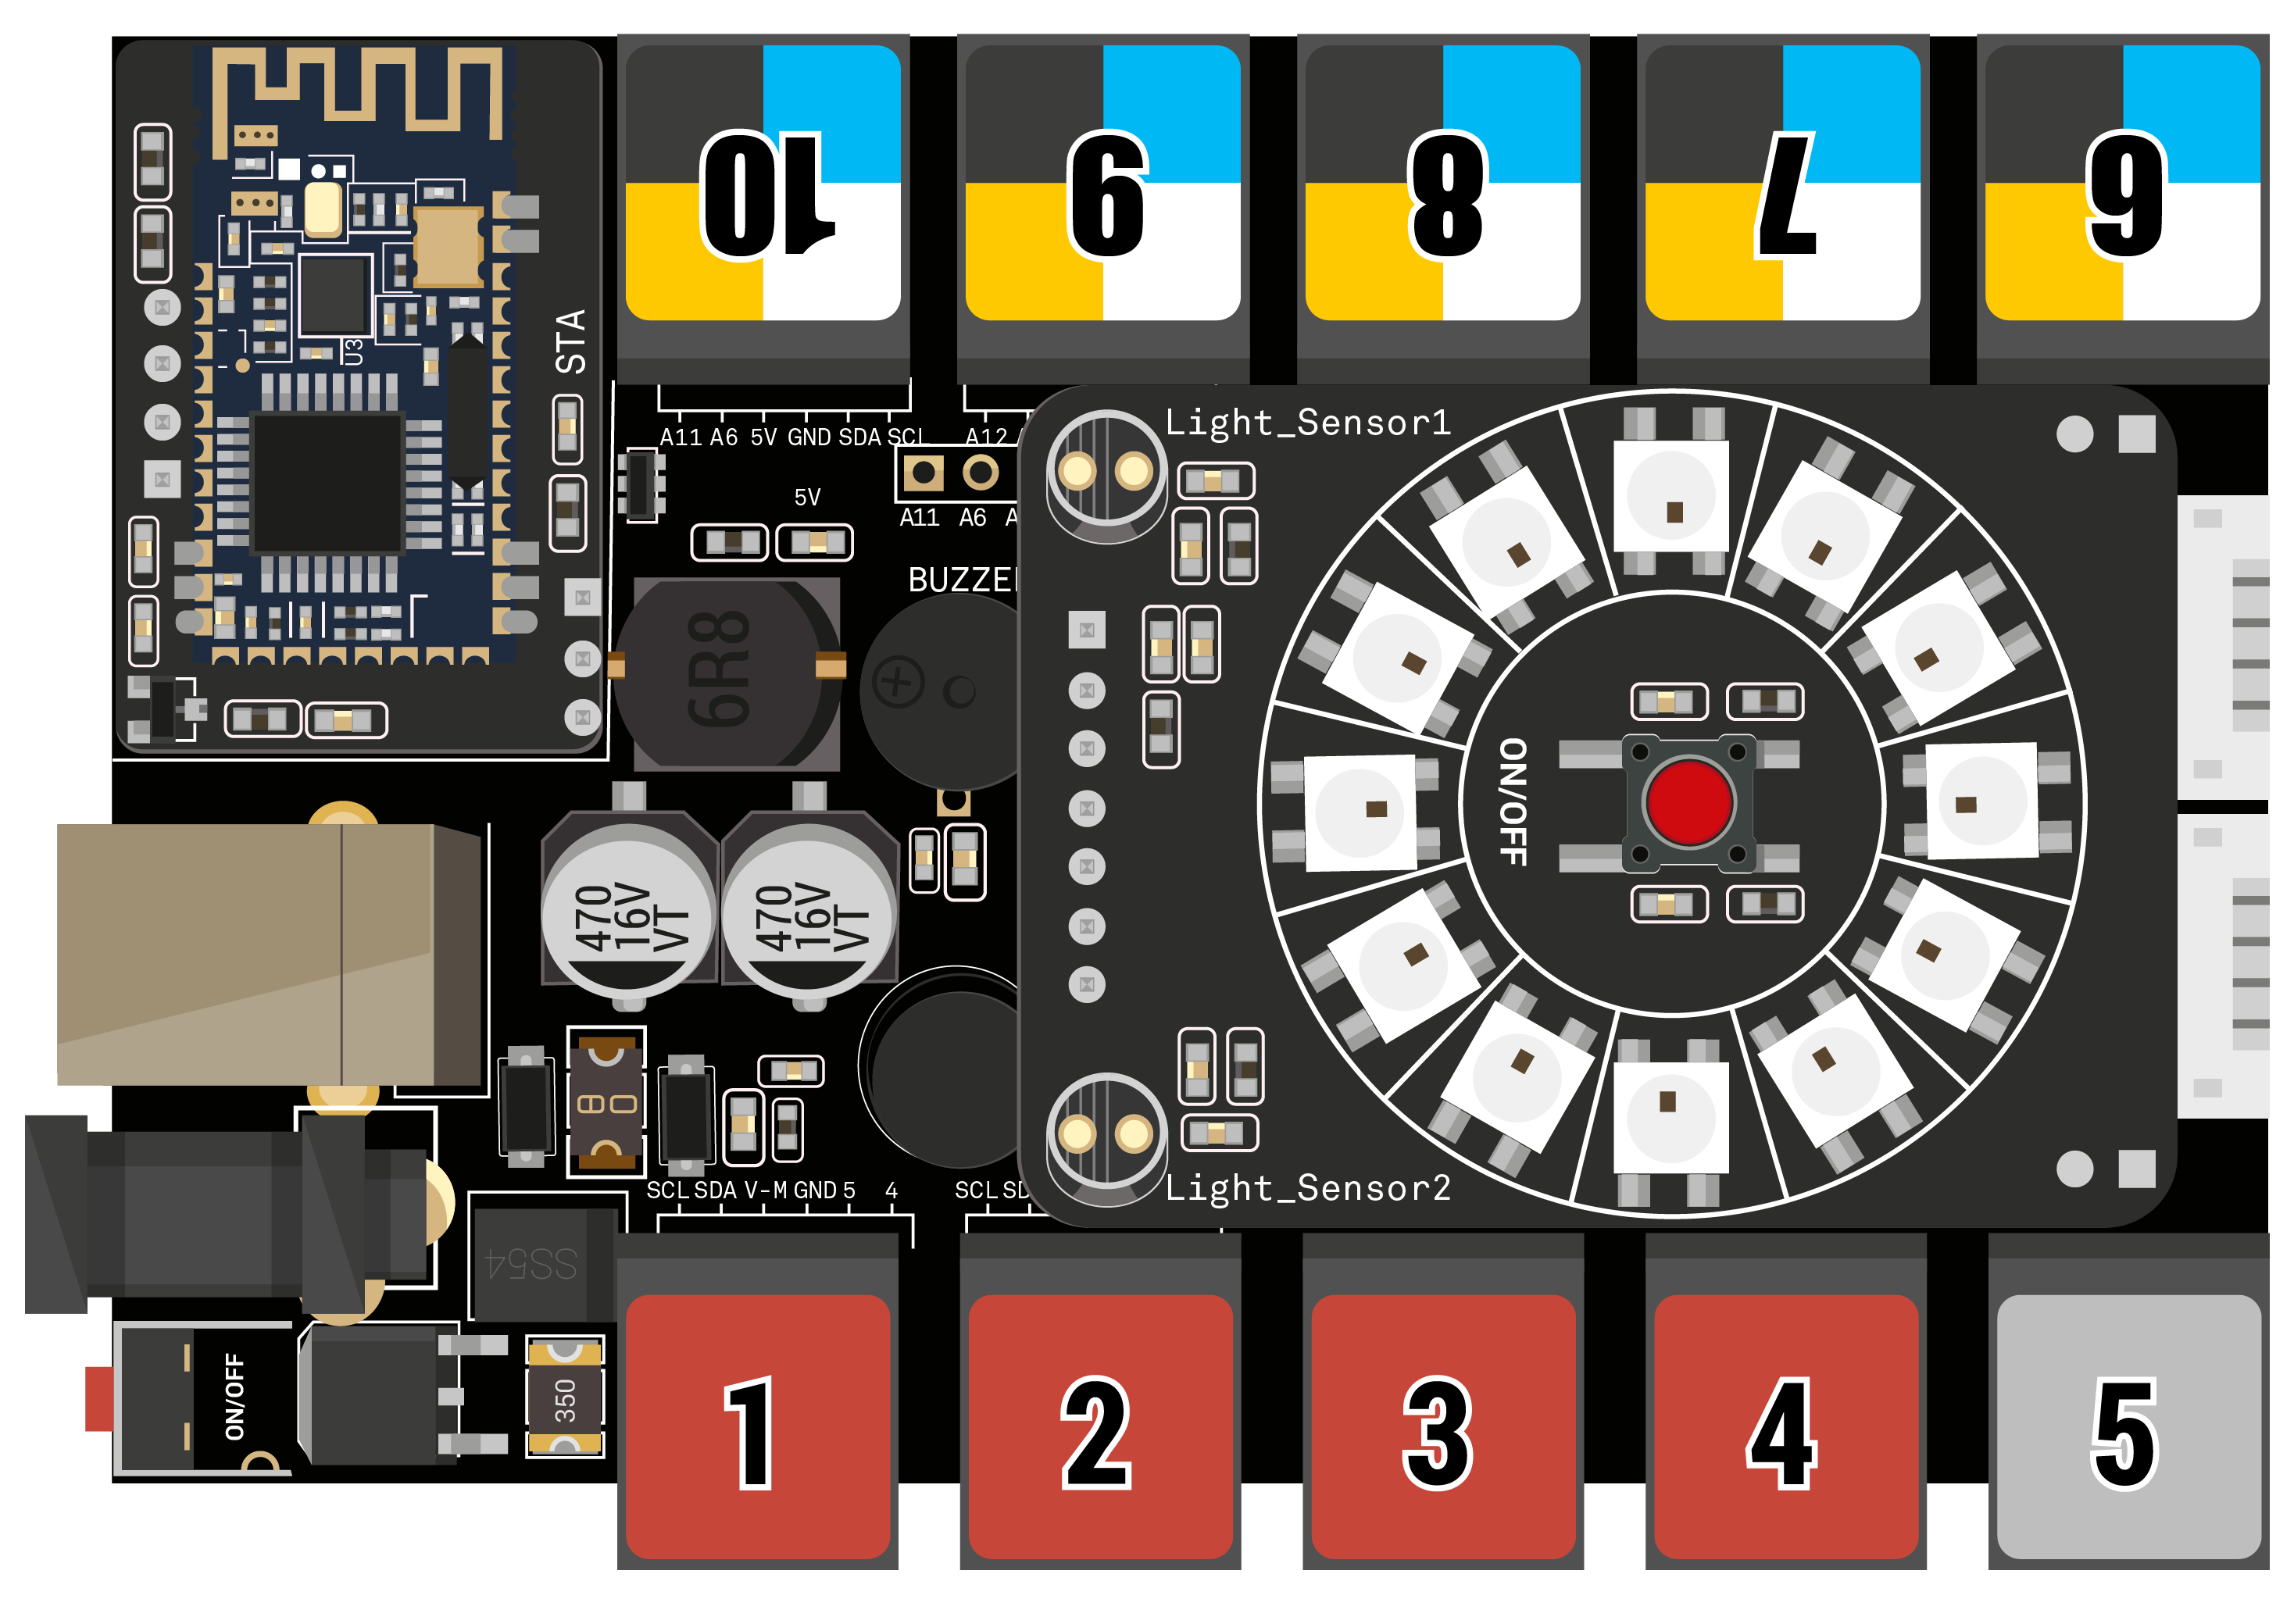 10
9
8
7
6
U3
STA
A11 A6 5V GND SDA SCL
A12
Light_Sensor1
5V
A11 A6 A
BUZZE
6R8
ON/OFF
470
16V
VT
470
16V
VT
80
SCL SDA V-M GND 5 4
SCL SD
Light_Sensor2
SS54
ON/OFF
350
1
2
3
4
5